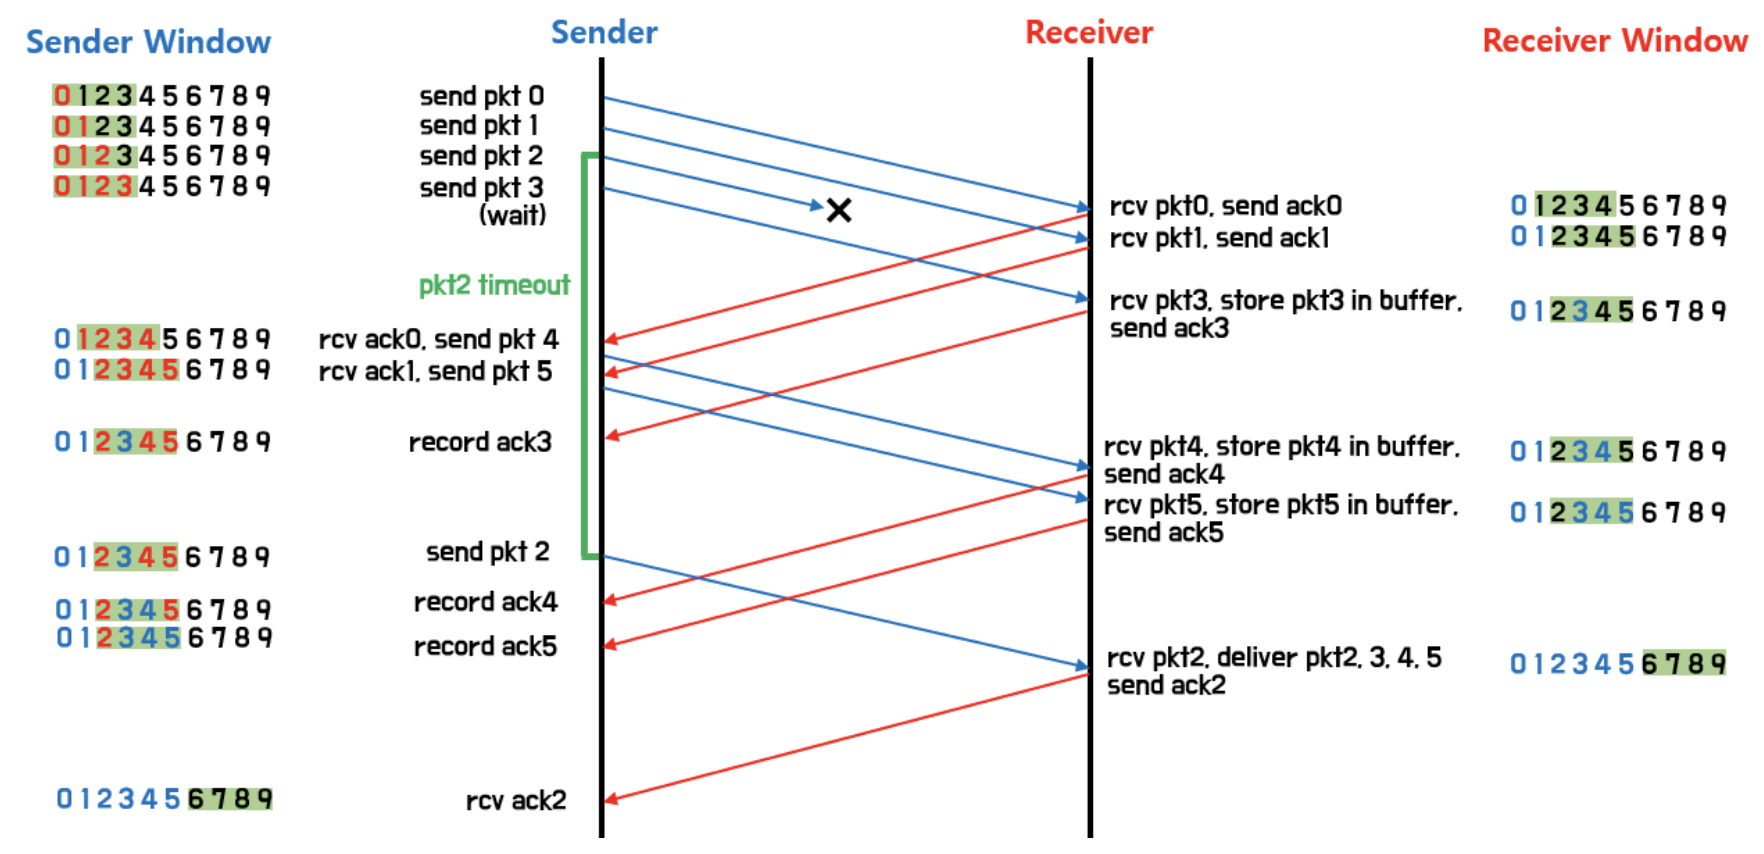 Sender Window
Sender
Receiver
Receiver Window
0 1 2 3 4 5 6 7 8 9
send pkt 0
0 1 2 3 4 5 6 7 8 9
send pkt 1
0 1 2 3 4 5 6 7 8 9
send pkt 2
0 1 2 3 4 5 6 7 8 9
send pkt 3
(wait)
rcv pkt0, send ack0
0 1 2 3 4 5 6 7 8 9
rcv pkt1, send ack1
0 1 2 3 4 5 6 7 8 9
pkt2 timeout
rcv pkt3, store pkt3 in buffer,
send ack3
0 1 2 3 4 5 6 7 8 9
0 1 2 3 4 5 6 7 8 9
rcv ack0, send pkt 4
0 1 2 3 4 5 6 7 8 9
rcv ack1, send pkt 5
0 1 2 3 4 5 6 7 8 9
record ack3
rcv pkt4, store pkt4 in buffer,
send ack4
0 1 2 3 4 5 6 7 8 9
rcv pkt5, store pkt5 in buffer,
send ack5
0 1 2 3 4 5 6 7 8 9
0 1 2 3 4 5 6 7 8 9
send pkt 2
0 1 2 3 4 5 6 7 8 9
record ack4
0 1 2 3 4 5 6 7 8 9
record ack5
rcv pkt2, deliver pkt2, 3, 4, 5
send ack2
0 1 2 3 4 5 6 7 8 9
0 1 2 3 4 5 6 7 8 9
rcv ack2